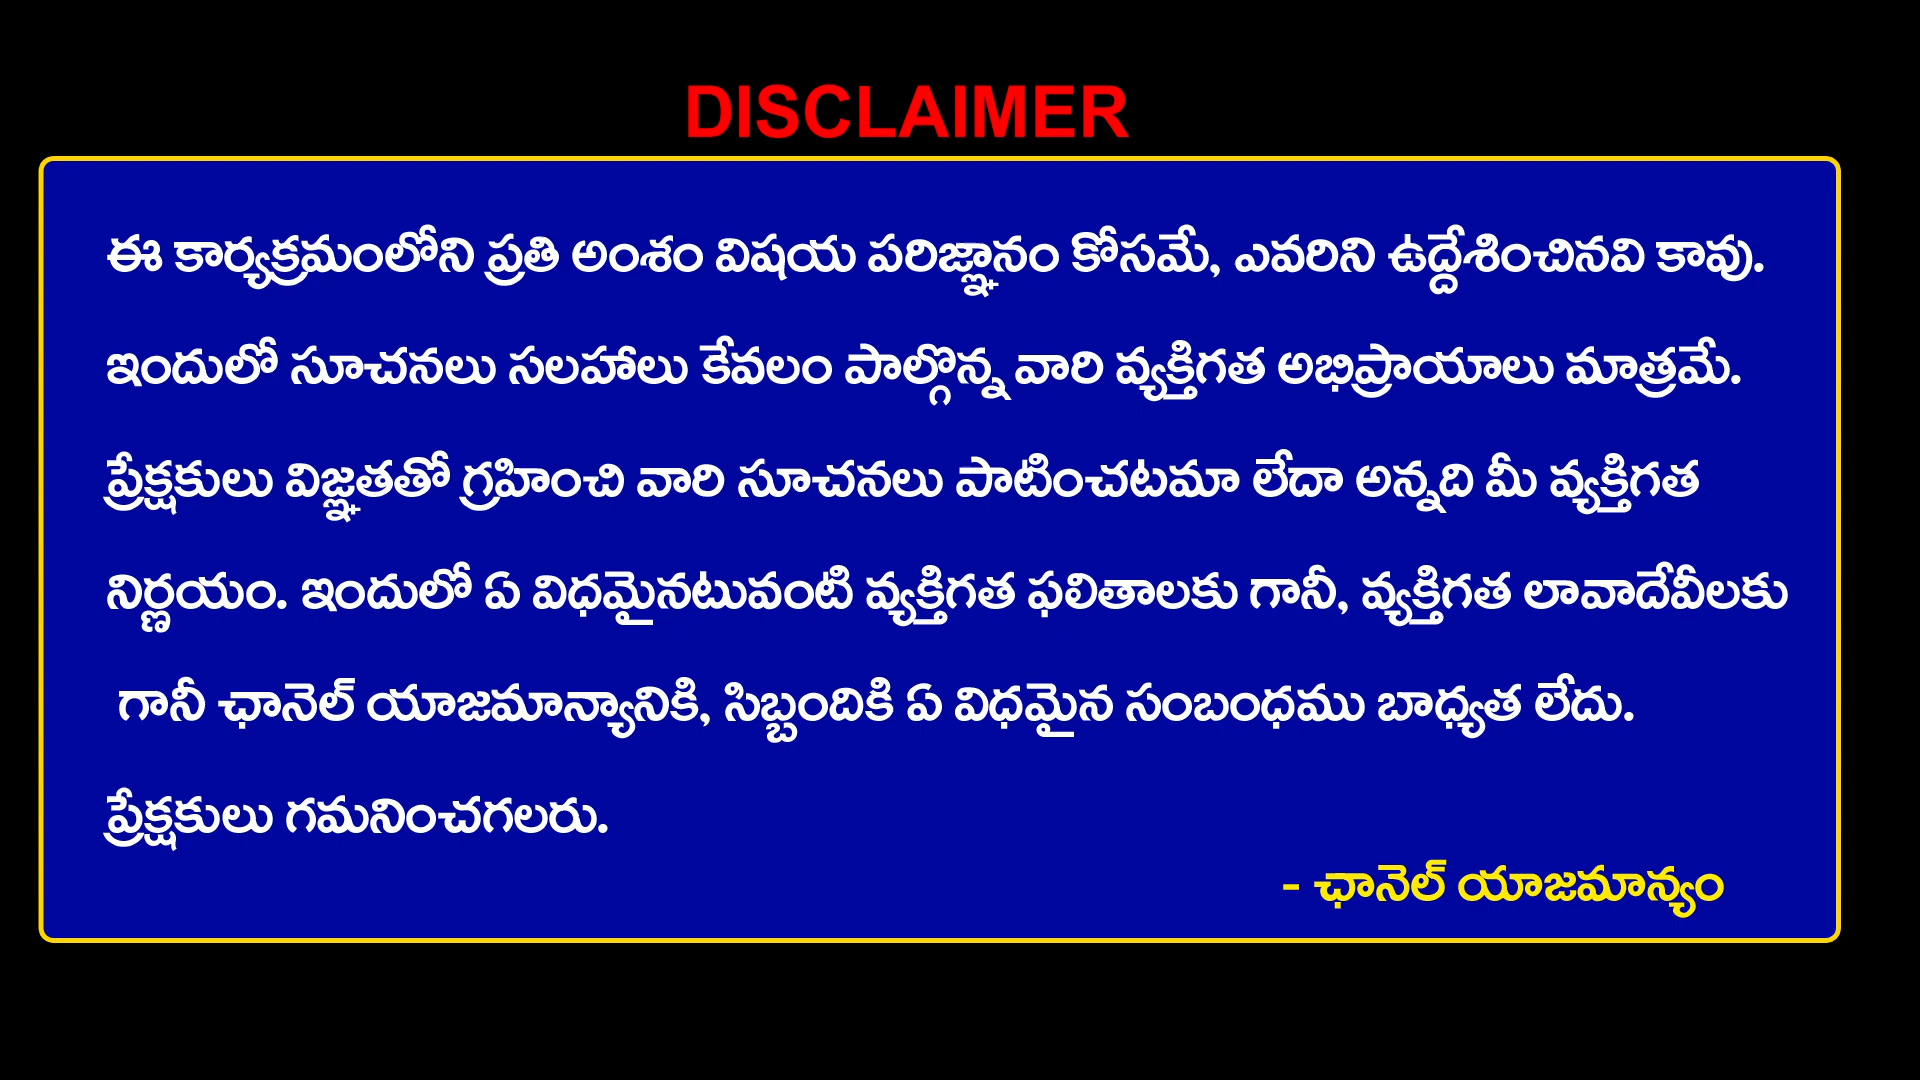 DISCLAIMER
ఈ కార్యక్రమంలోని ప్రతి అంశం విషయ పరిజ్ఞానం కోసమే, ఎవరిని ఉద్దేశించినవి కావు.
ఇందులో సూచనలు సలహాలు కేవలం పాల్గొన్న వారి వ్యక్తిగత అభిప్రాయాలు మాత్రమే.
ప్రేక్షకులు విజ్ఞతతో గ్రహించి వారి సూచనలు పాటించటమా లేదా అన్నది మీ వ్యక్తిగత
నిర్ణయం. ఇందులో ఏ విధమైనటువంటి వ్యక్తిగత ఫలితాలకు గానీ, వ్యక్తిగత లావాదేవీలకు
గానీ ఛానెల్ యాజమాన్యానికి, సిబ్బందికి ఏ విధమైన సంబంధము బాధ్యత లేదు.
ప్రేక్షకులు గమనించగలరు.
- ఛానెల్ యాజమాన్యం